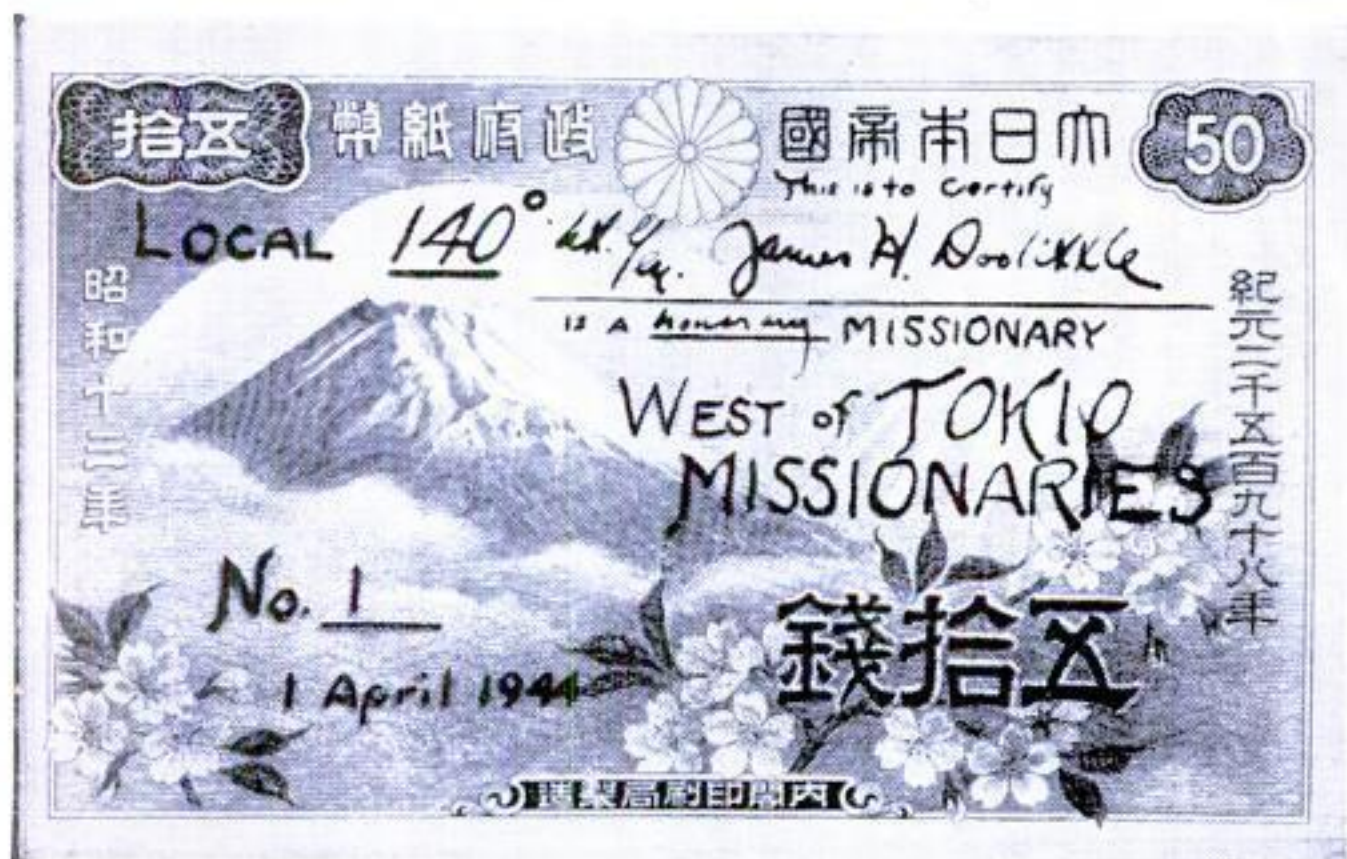 五拾
大日本帝國 政府紙幣
50
This is to Certify
LOCAL 140° James H. Doolittle
IS A honorary MISSIONARY
WEST of TOKIO
MISSIONARIES
No. 1
1 April 1944
昭和十三年
紀元二千五百九十八年
五拾錢
内閣印刷局製造